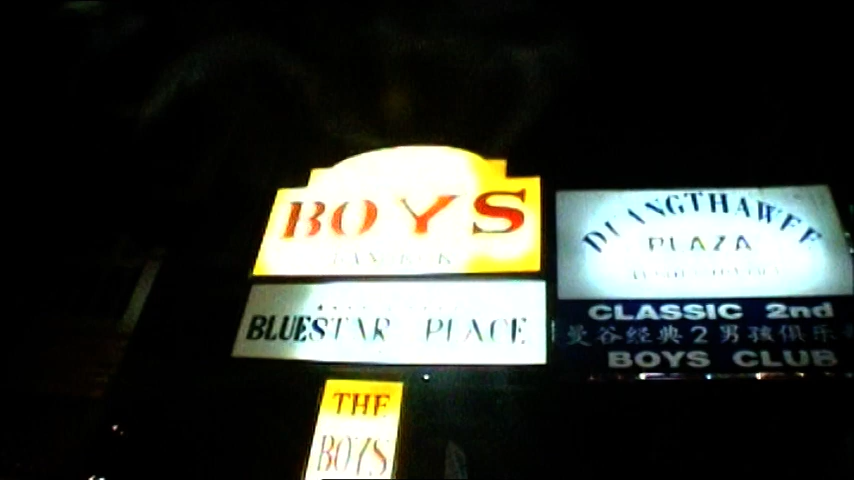 BOYS
BANGKOK
BLUESTAR PLACE
THE
BOYS
DUANGTHAWEE
PLAZA
CLASSIC 2nd
曼谷经典2男孩俱乐
BOYS CLUB